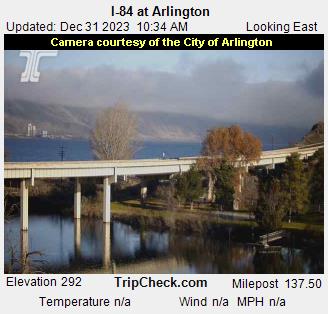 I-84 at Arlington
Updated: Dec 31 2023 10:34 AM Looking East
Camera courtesy of the City of Arlington
Elevation 292 TripCheck.com Milepost 137.50
Temperature n/a Wind n/a MPH n/a